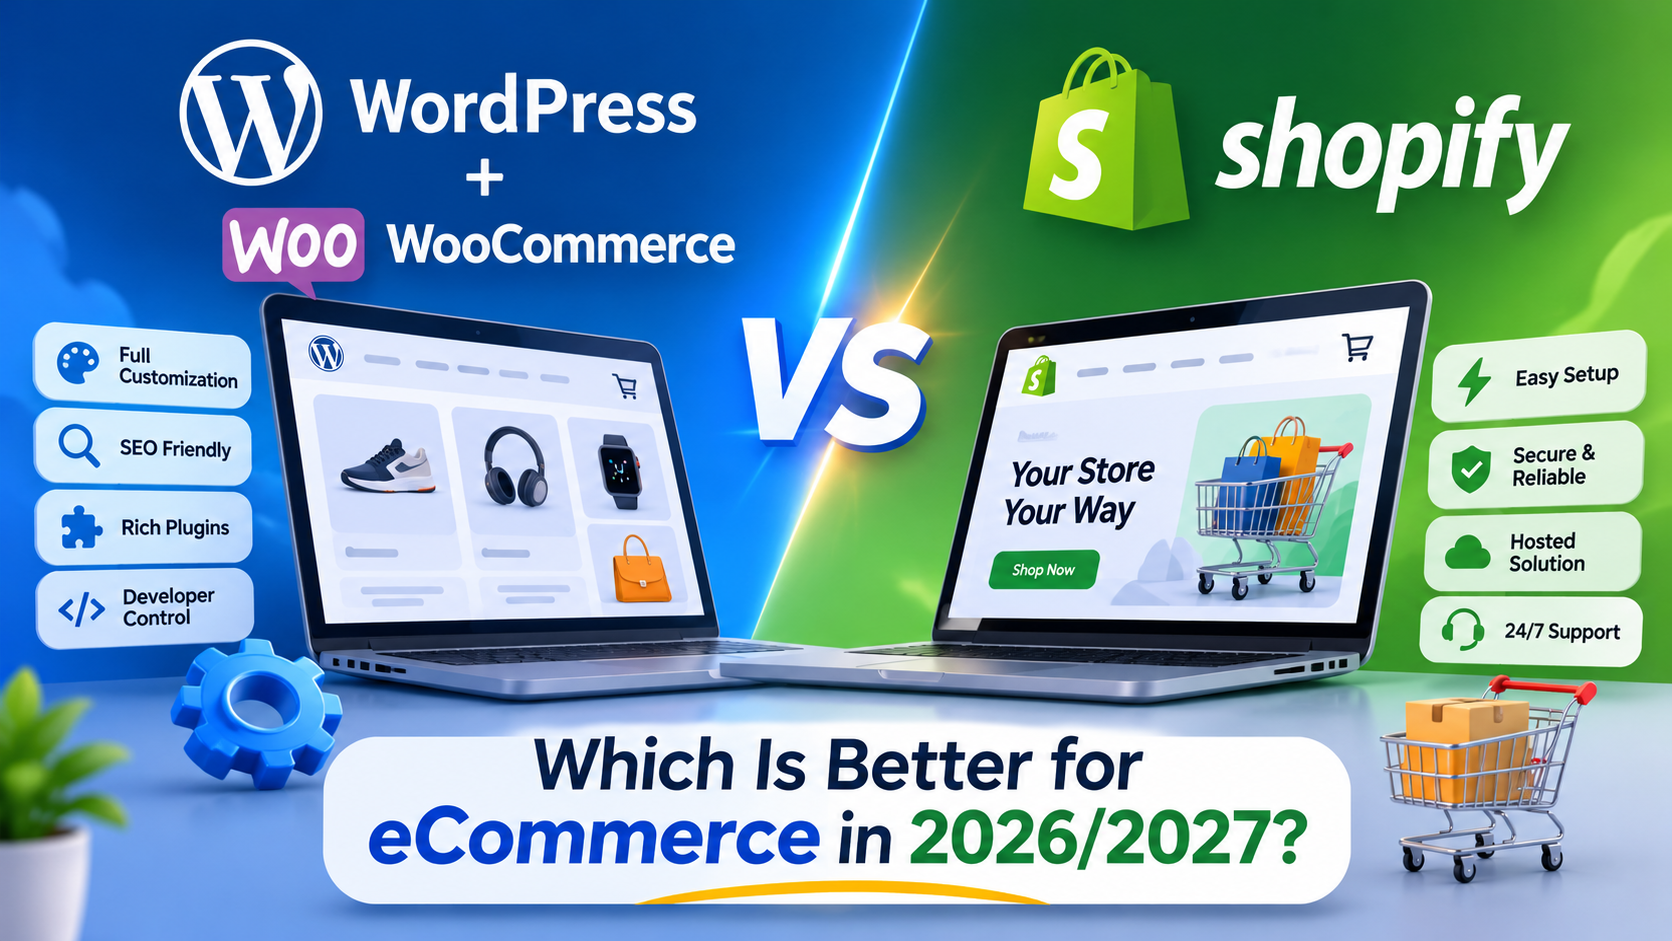 WordPress
+
WOO WooCommerce
shopify
VS
Full
Customization
SEO Friendly
Rich Plugins
Developer
Control
Your Store
Your Way
Shop Now
Easy Setup
Secure &
Reliable
Hosted
Solution
24/7 Support
Which Is Better for
eCommerce in 2026/2027?